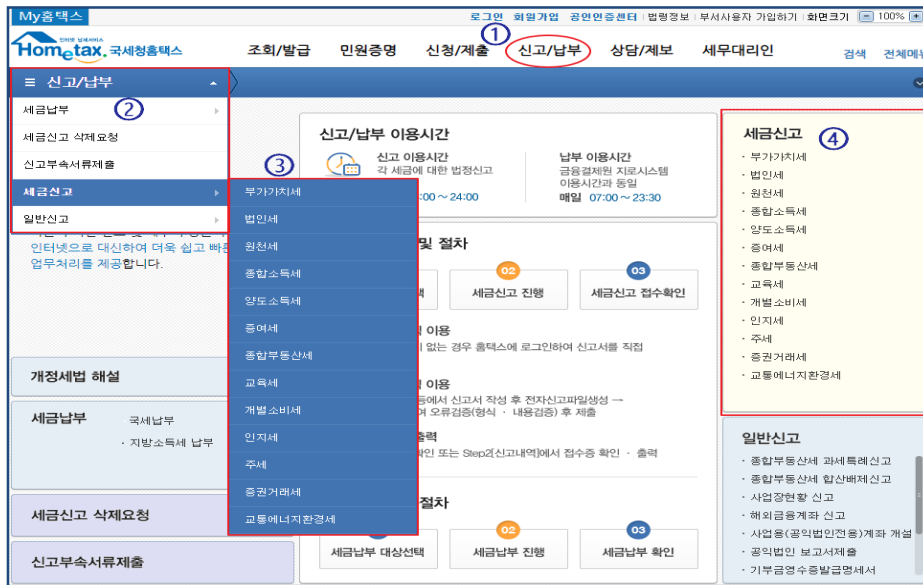 My홈택스
로그인 회원가입 공인인증센터 법령정보 부서사용자 가입하기 화면크기 100%
①
Hometax. 국세청홈택스
조회/발급 민원증명 신청/제출 신고/납부 상담/제보 세무대리인 검색 전체메뉴
신고/납부
세금납부 ②
세금신고 삭제요청
신고부속서류제출
세금신고
일반신고
인터넷으로 대신하여 더욱 쉽고
업무처리를 제공합니다.
③
부가가치세
법인세
원천세
종합소득세
양도소득세
증여세
종합부동산세
교육세
개별소비세
인지세
주세
증권거래세
교통에너지환경세
신고/납부 이용시간
신고 이용시간
각 세금에 대한 법정신고
:00 ~ 24:00
납부 이용시간
금융결제원 지로시스템
이용시간과 동일
매일 07:00 ~ 23:30
및 절차
02
세금신고 진행
03
세금신고 접수확인
이용
없는 경우 홈택스에 로그인하여 신고서를 직접
이용
등에서 신고서 작성 후 전자신고파일생성 →
오류검증(형식 · 내용검증) 후 제출
출력
확인 또는 Step2[신고내역]에서 접수증 확인 · 출력
절차
세금납부 대상선택
02
세금납부 진행
03
세금납부 확인
개정세법 해설
세금납부
국세납부
· 지방소득세 납부
세금신고 삭제요청
신고부속서류제출
세금신고 ④
· 부가가치세
· 법인세
· 원천세
· 종합소득세
· 양도소득세
· 증여세
· 종합부동산세
· 교육세
· 개별소비세
· 인지세
· 주세
· 증권거래세
· 교통에너지환경세
일반신고
· 종합부동산세 과세특례신고
· 종합부동산세 합산배제신고
· 사업장현황 신고
· 해외금융계좌 신고
· 사업용(공익법인전용)계좌 개설
· 공익법인 보고서제출
· 기부금영수증발급명세서